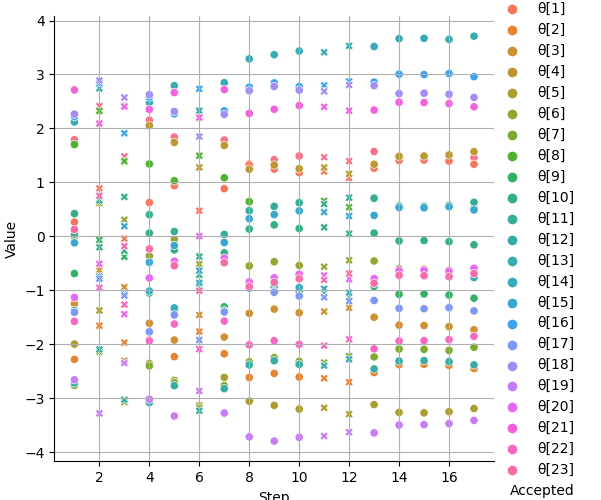 4
3
2
1
0
−1
−2
−3
−4
Value
2
4
6
8
10
12
14
16
Step
θ[1]
θ[2]
θ[3]
θ[4]
θ[5]
θ[6]
θ[7]
θ[8]
θ[9]
θ[10]
θ[11]
θ[12]
θ[13]
θ[14]
θ[15]
θ[16]
θ[17]
θ[18]
θ[19]
θ[20]
θ[21]
θ[22]
θ[23]
Accepted